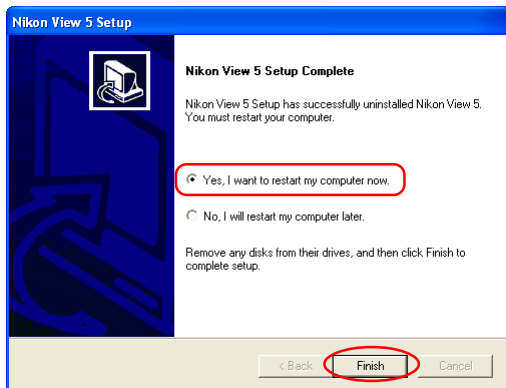 Nikon View 5 Setup
Nikon View 5 Setup Complete
Nikon View 5 Setup has successfully uninstalled Nikon View 5.
You must restart your computer.
Yes, I want to restart my computer now.
No, I will restart my computer later.
Remove any disks from their drives, and then click Finish to
complete setup.
< Back
Finish
Cancel